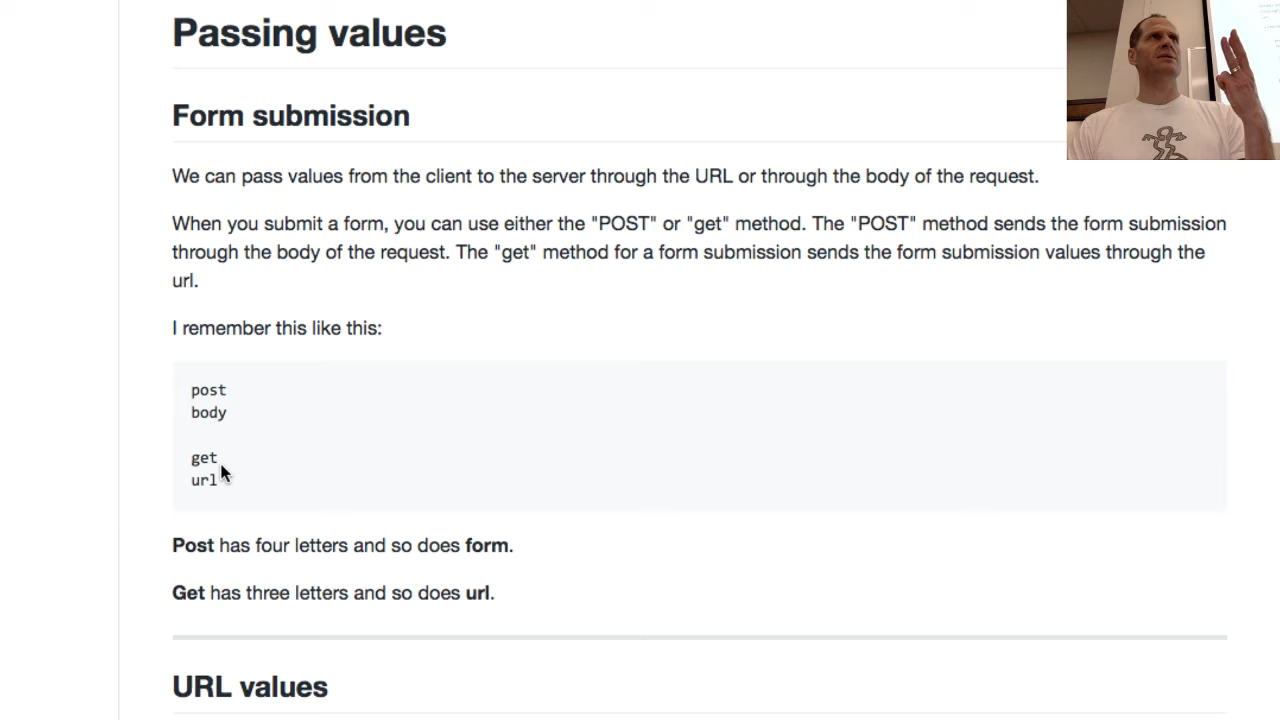 Passing values
Form submission
We can pass values from the client to the server through the URL or through the body of the request.
When you submit a form, you can use either the "POST" or "get" method. The "POST" method sends the form submission
through the body of the request. The "get" method for a form submission sends the form submission values through the
url.
I remember this like this:
post
body
get
url
Post has four letters and so does form.
Get has three letters and so does url.
URL values